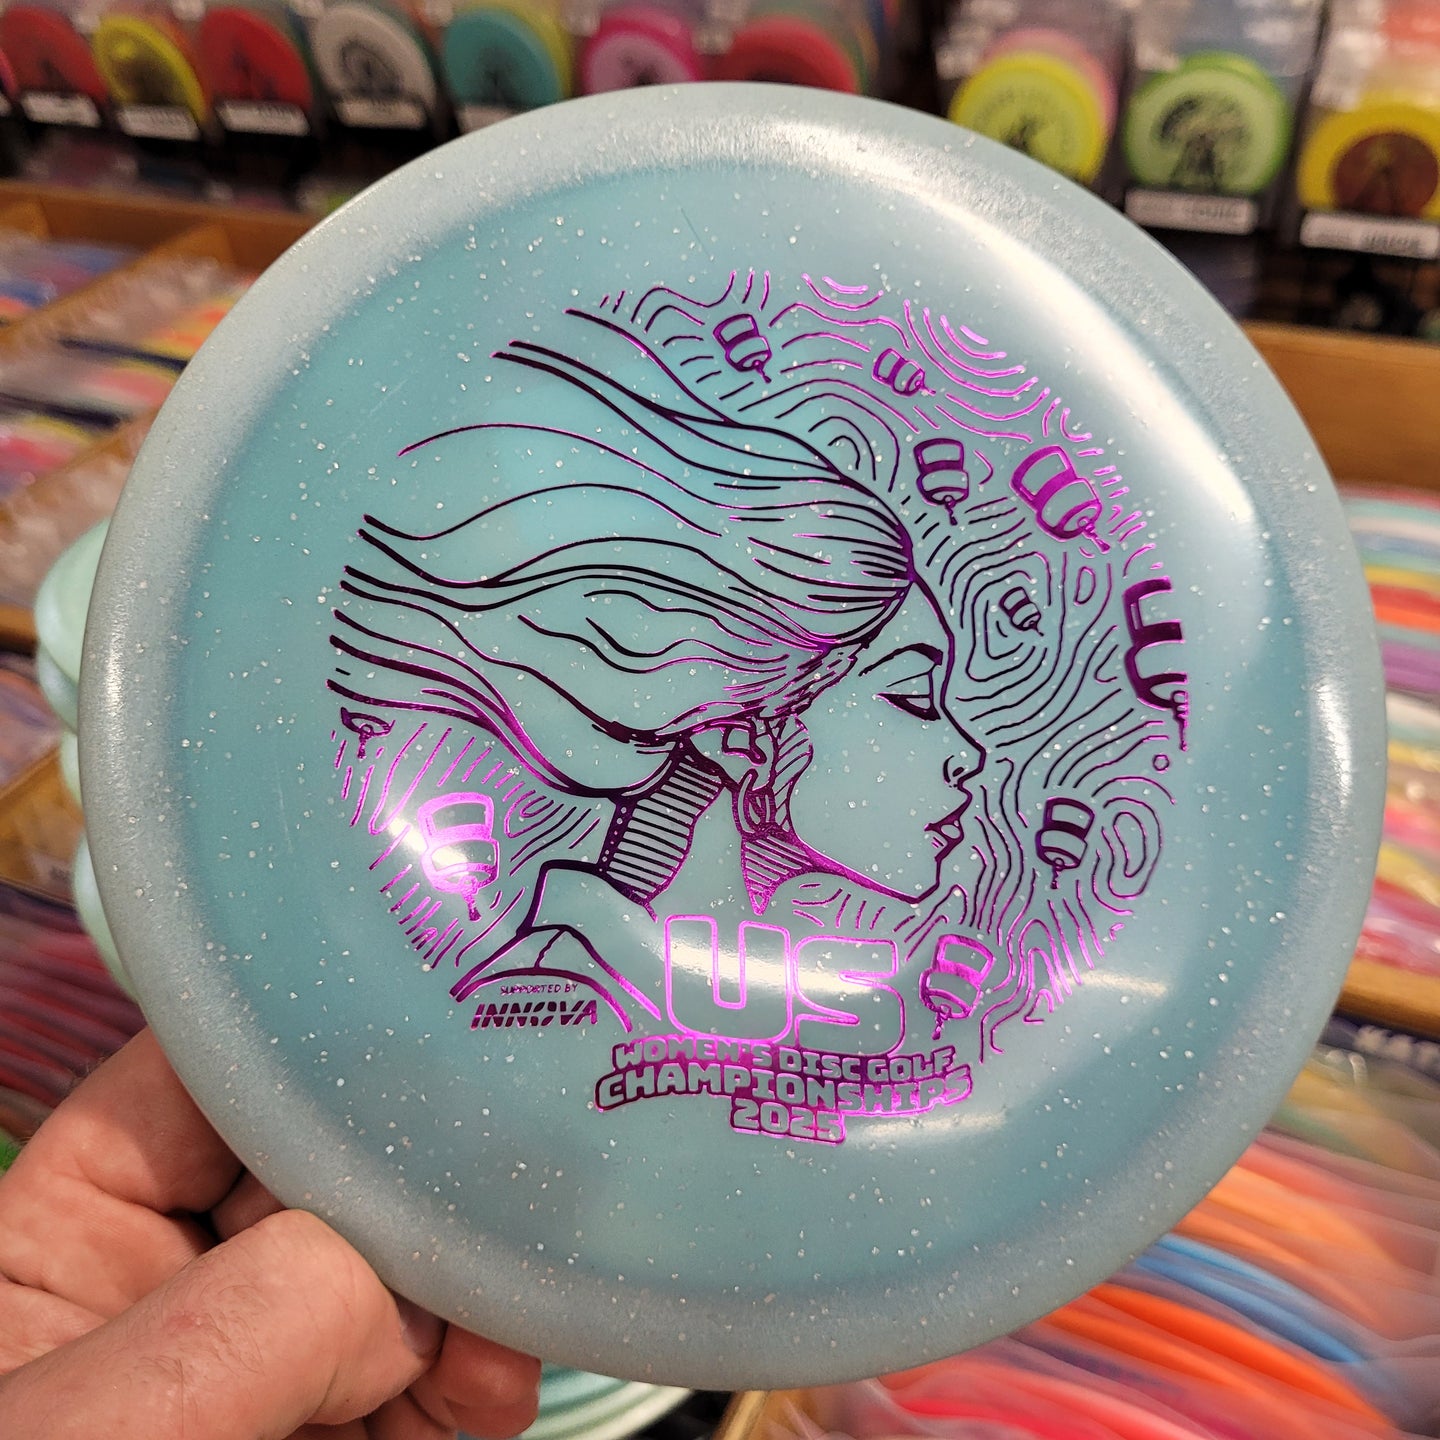 SUPPORTED BY
INNOVA
US
WOMEN'S DISC GOLF
CHAMPIONSHIPS
2025